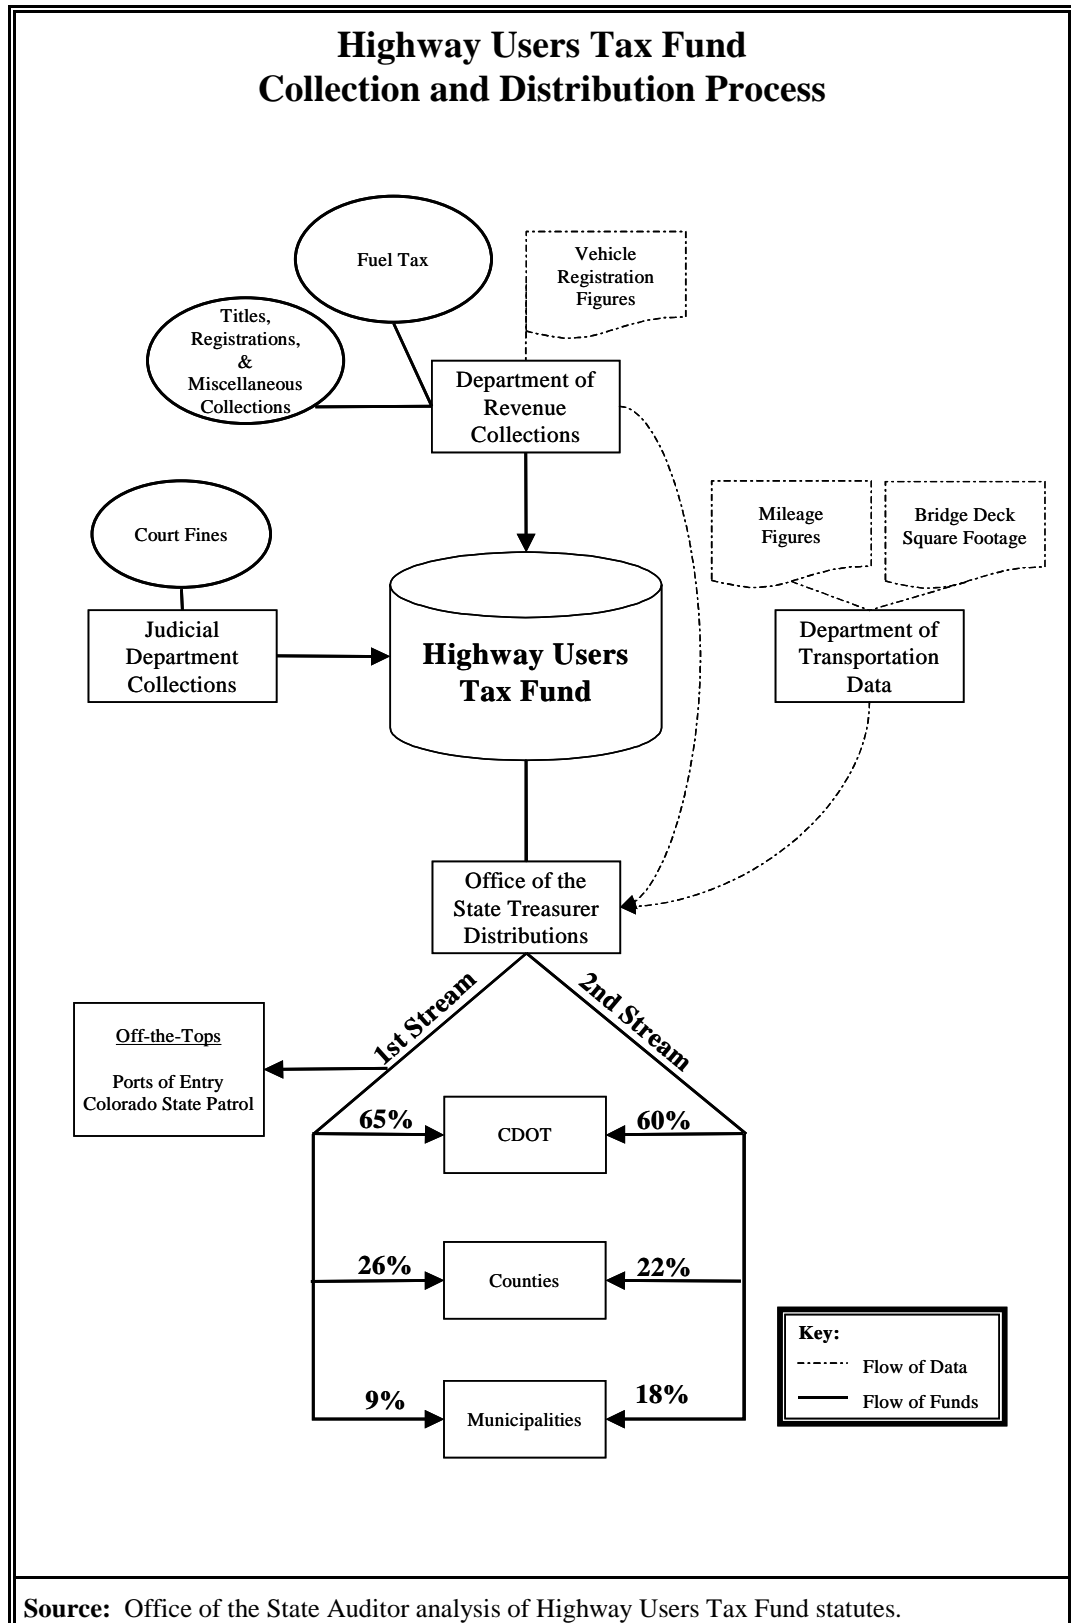 Highway Users Tax Fund
Collection and Distribution Process
Fuel Tax
Vehicle
Registration
Figures
Titles,
Registrations,
&
Miscellaneous
Collections
Department of
Revenue
Collections
Court Fines
Mileage
Figures
Bridge Deck
Square Footage
Judicial
Department
Collections
Highway Users
Tax Fund
Department of
Transportation
Data
Office of the
State Treasurer
Distributions
1st Stream
2nd Stream
Off-the-Tops
Ports of Entry
Colorado State Patrol
65%
CDOT
60%
26%
Counties
22%
9%
Municipalities
18%
Key:
Flow of Data
Flow of Funds
Source: Office of the State Auditor analysis of Highway Users Tax Fund statutes.